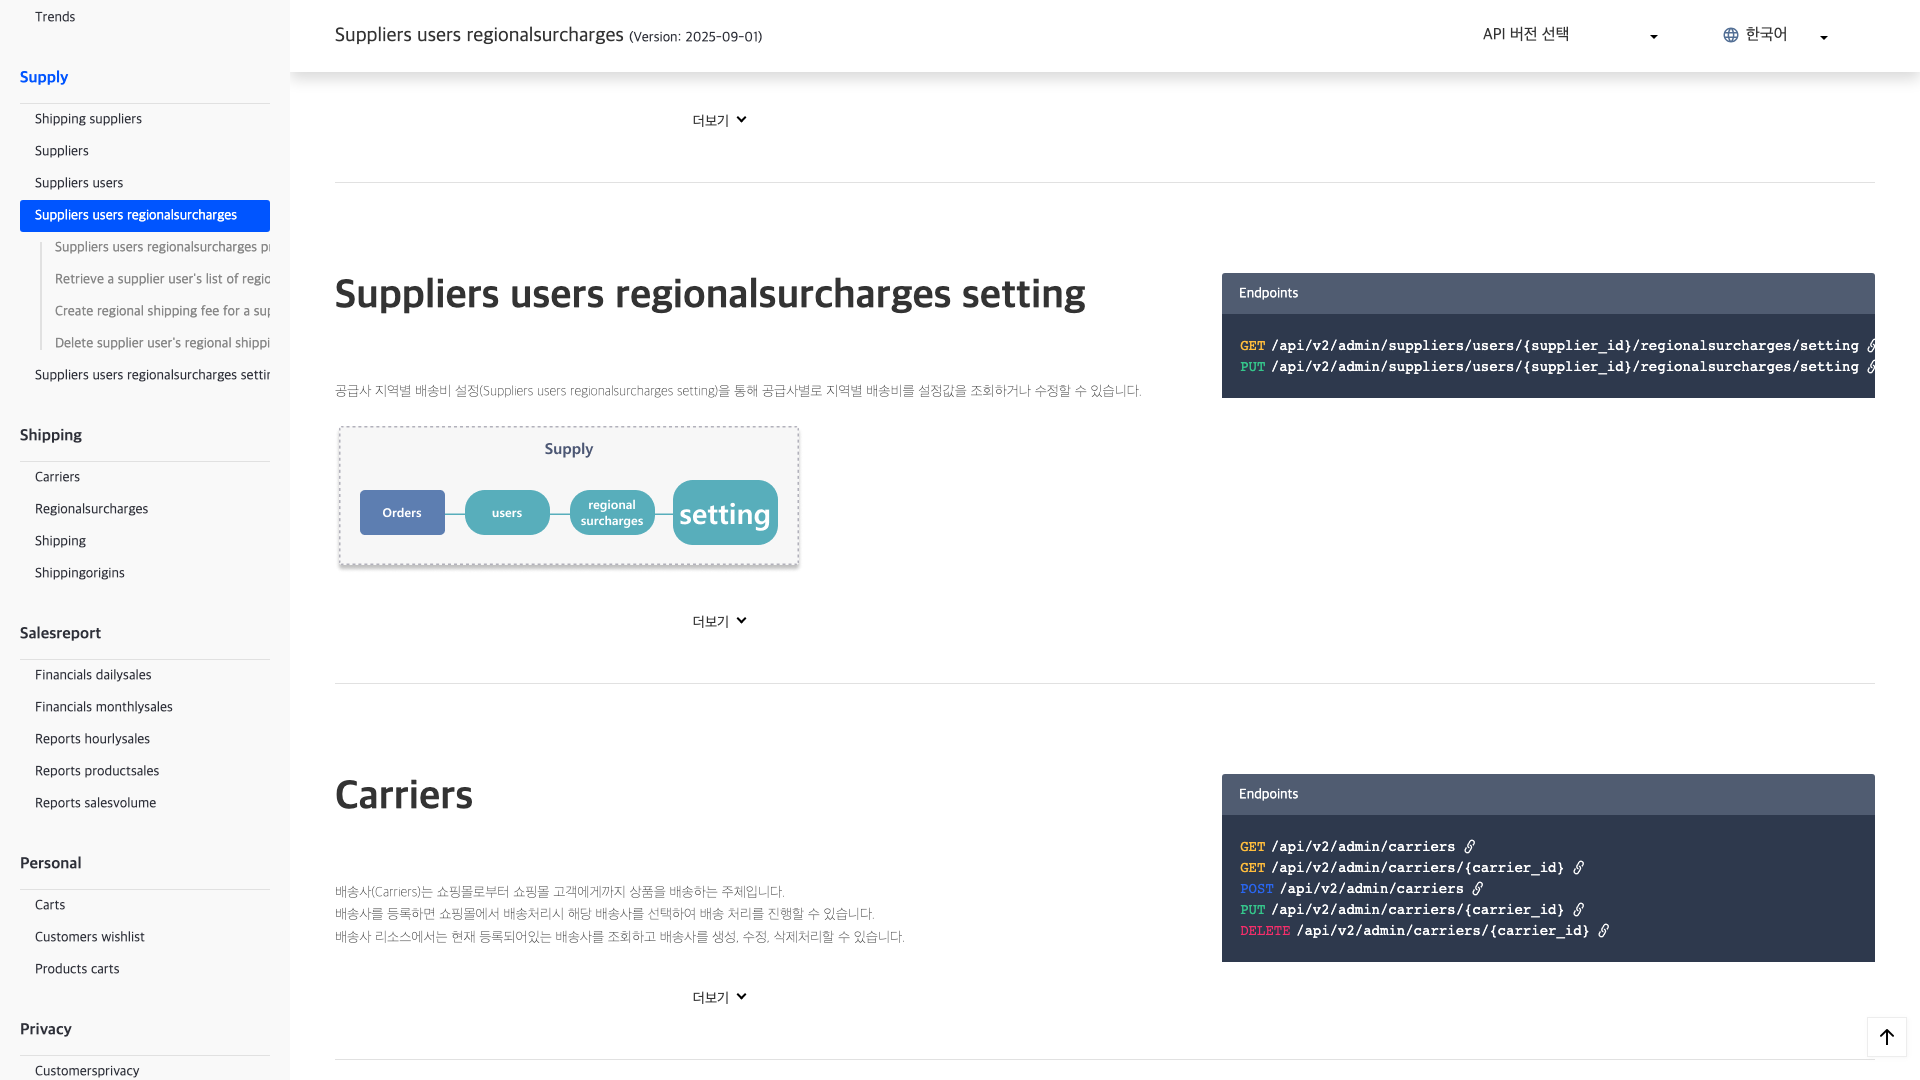 Trends
Supply
Shipping suppliers
Suppliers
Suppliers users
Suppliers users regionalsurcharges
Suppliers users regionalsurcharges pr
Retrieve a supplier user's list of regio
Create regional shipping fee for a sup
Delete supplier user's regional shippi
Suppliers users regionalsurcharges settin
Shipping
Carriers
Regionalsurcharges
Shipping
Shippingorigins
Salesreport
Financials dailysales
Financials monthlysales
Reports hourlysales
Reports productsales
Reports salesvolume
Personal
Carts
Customers wishlist
Products carts
Privacy
Customersprivacy
Suppliers users regionalsurcharges (Version: 2025-09-01)
API 버전 선택
한국어
더보기
Suppliers users regionalsurcharges setting
공급사 지역별 배송비 설정(Suppliers users regionalsurcharges setting)을 통해 공급사별로 지역별 배송비를 설정값을 조회하거나 수정할 수 있습니다.
Supply
Orders
users
regional
surcharges
setting
더보기
Endpoints
GET /api/v2/admin/suppliers/users/{supplier_id}/regionalsurcharges/setting
PUT /api/v2/admin/suppliers/users/{supplier_id}/regionalsurcharges/setting
Carriers
배송사(Carriers)는 쇼핑몰로부터 쇼핑몰 고객에게까지 상품을 배송하는 주체입니다.
배송사를 등록하면 쇼핑몰에서 배송처리시 해당 배송사를 선택하여 배송 처리를 진행할 수 있습니다.
배송사 리소스에서는 현재 등록되어있는 배송사를 조회하고 배송사를 생성, 수정, 삭제처리할 수 있습니다.
더보기
Endpoints
GET /api/v2/admin/carriers
GET /api/v2/admin/carriers/{carrier_id}
POST /api/v2/admin/carriers
PUT /api/v2/admin/carriers/{carrier_id}
DELETE /api/v2/admin/carriers/{carrier_id}